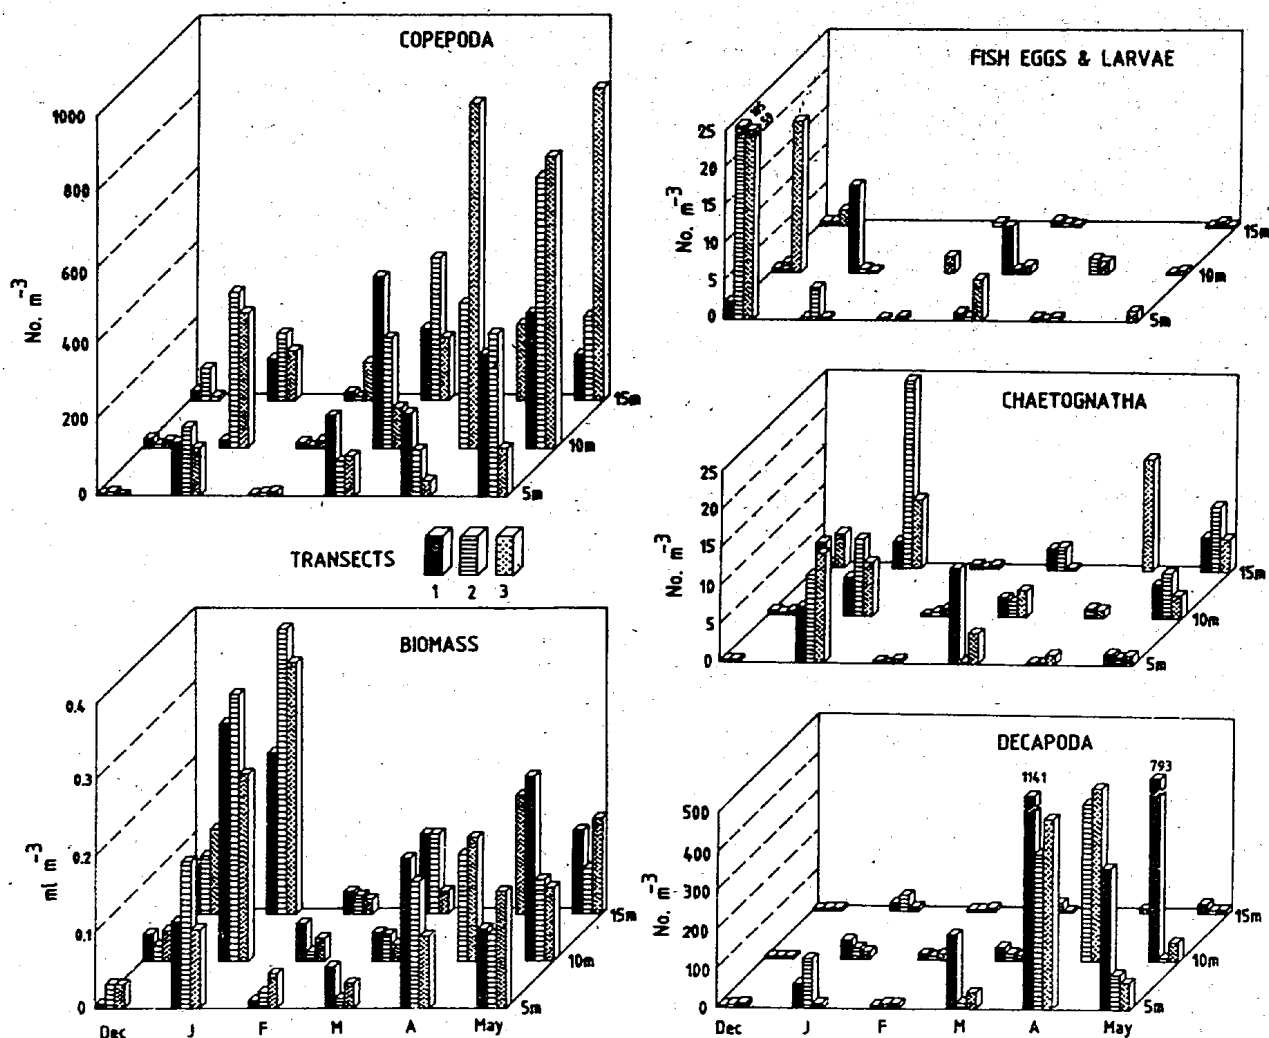 COPEPODA
1000
800
600
400
200
0
No. m-3
15m
10m
5m
TRANSECTS
1 2 3
BIOMASS
0.4
0.3
0.2
0.1
0
ml m-3
15m
10m
5m
Dec J F M A May
FISH EGGS & LARVAE
25
20
15
10
5
0
No. m-3
59
15m
10m
5m
CHAETOGNATHA
25
20
15
10
5
0
No. m-3
15m
10m
5m
DECAPODA
1141
793
500
400
300
200
100
0
No. m-3
15m
10m
5m
Dec J F M A May